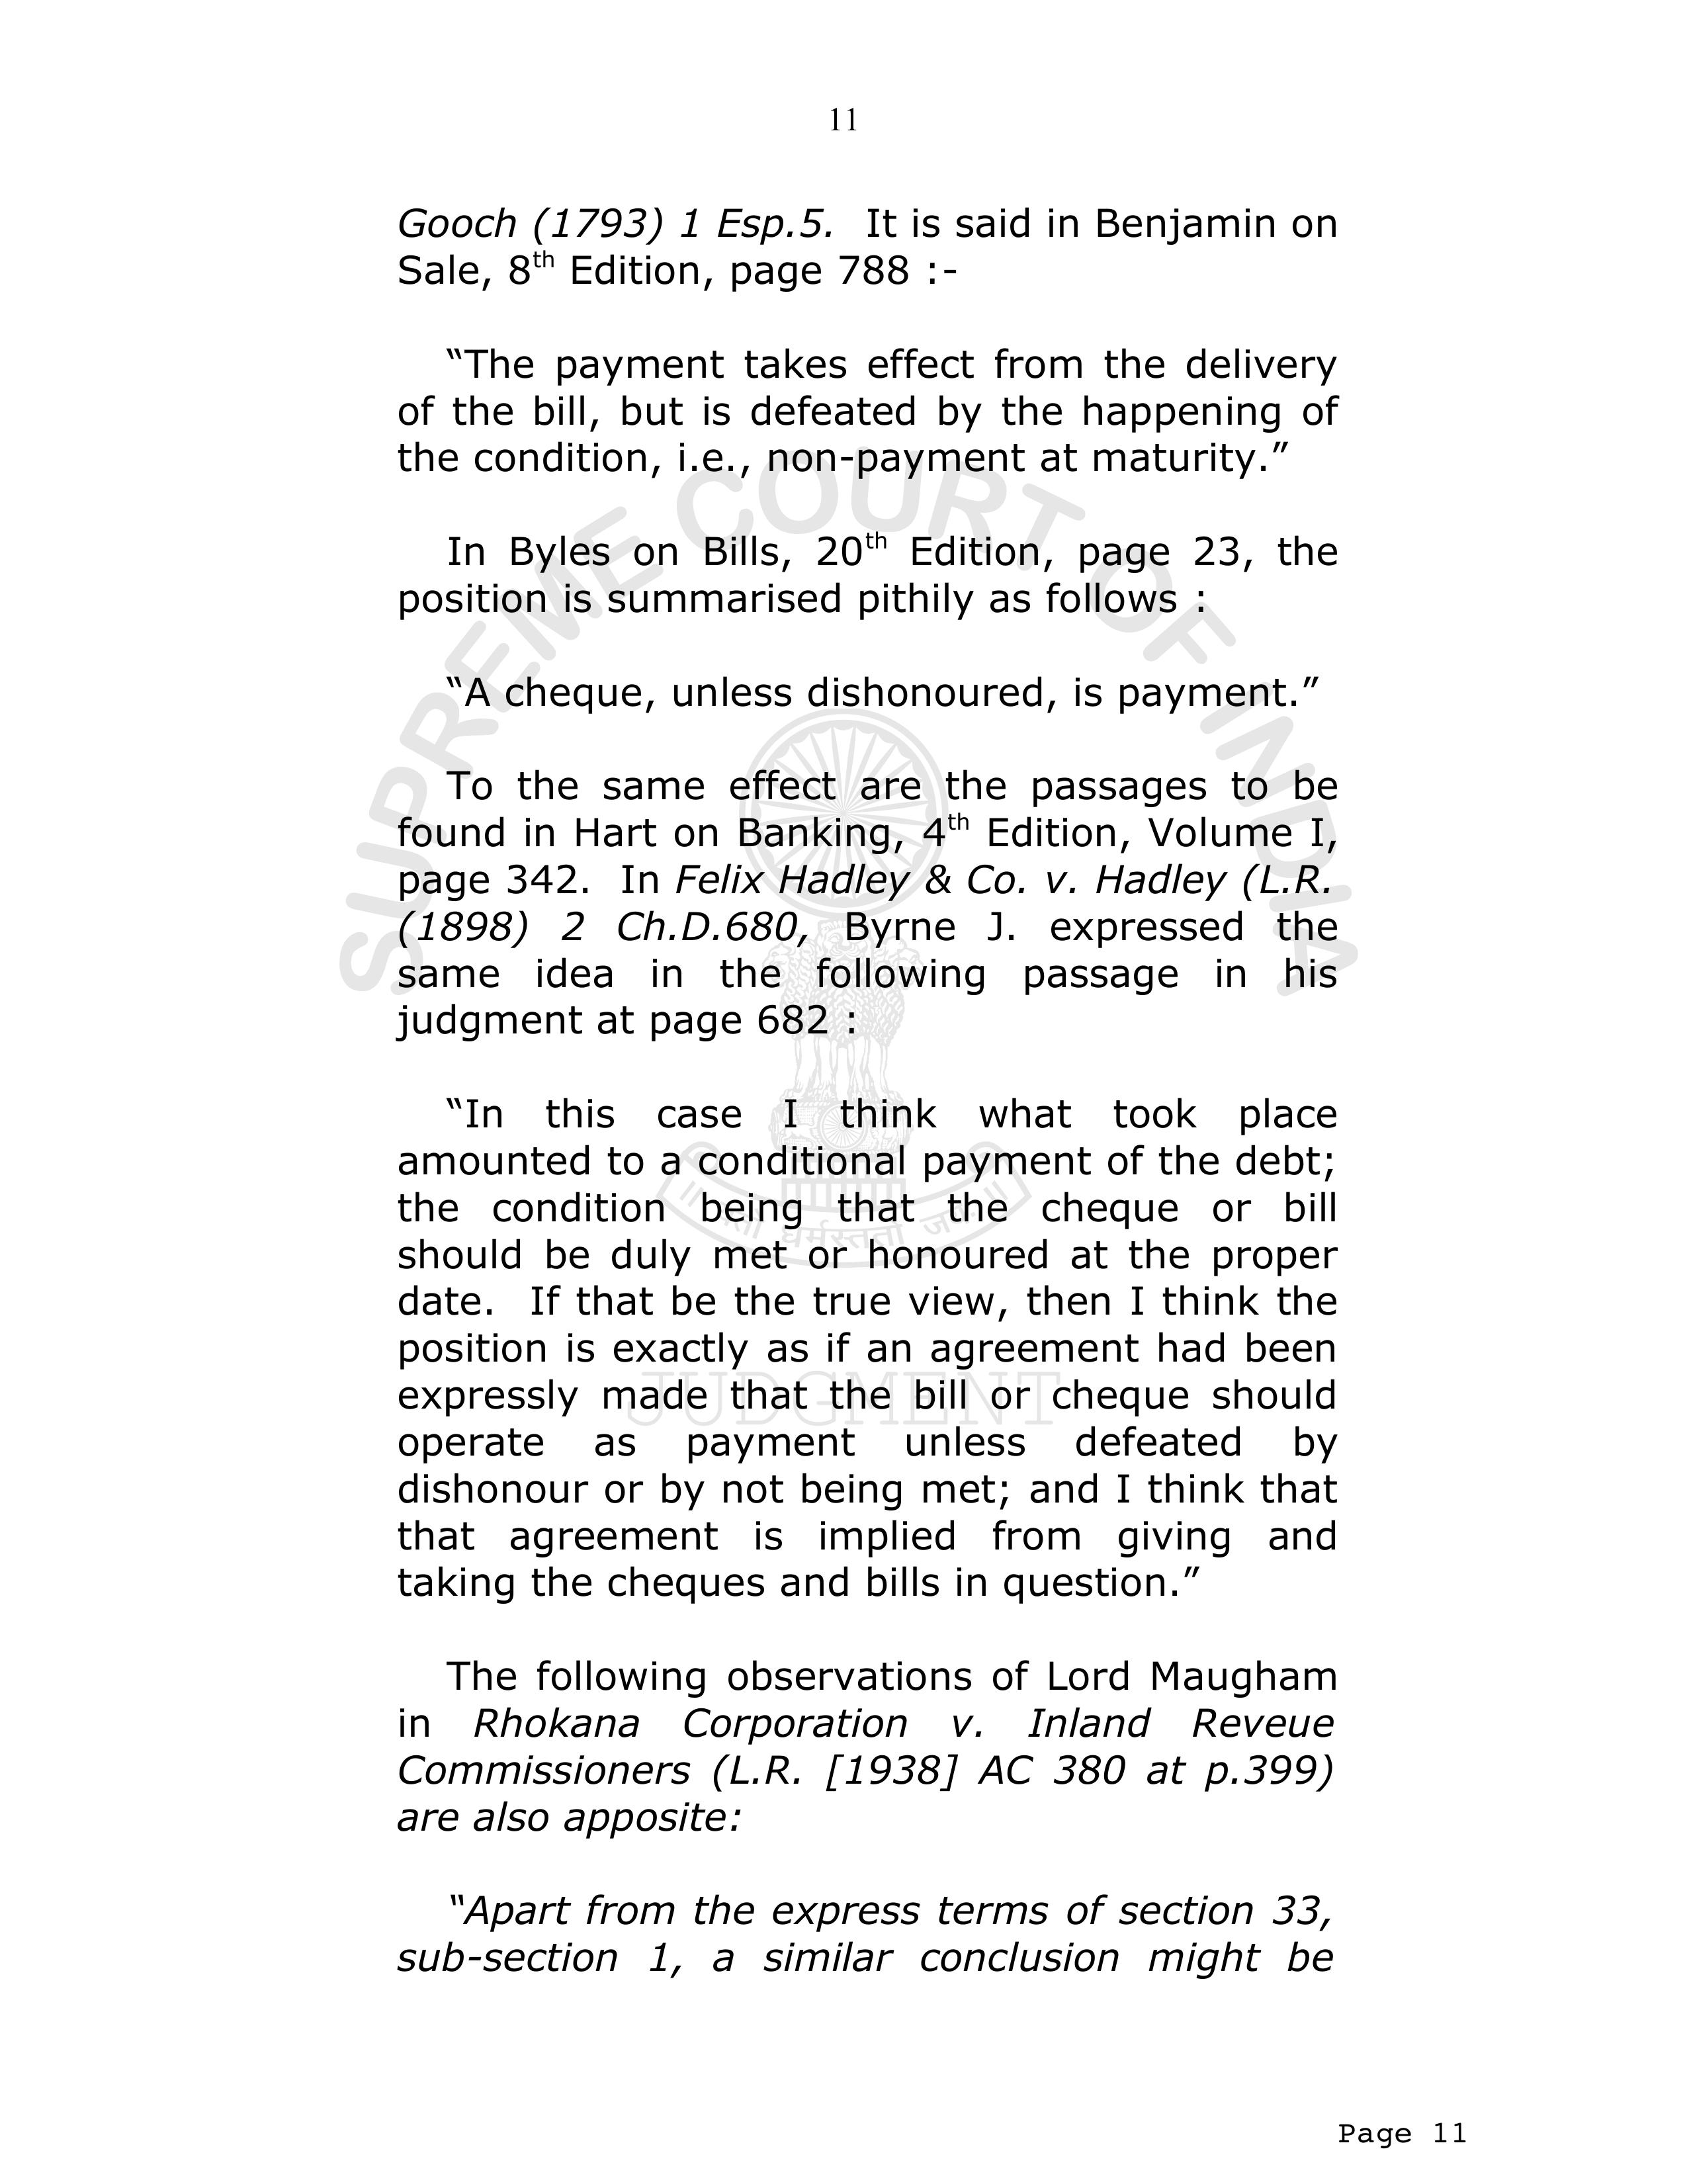 11
Gooch (1793) 1 Esp.5. It is said in Benjamin on
Sale, 8th Edition, page 788 :-
“The payment takes effect from the delivery
of the bill, but is defeated by the happening of
the condition, i.e., non-payment at maturity.”
In Byles on Bills, 20th Edition, page 23, the
position is summarised pithily as follows :
“A cheque, unless dishonoured, is payment.”
To the same effect are the passages to be
found in Hart on Banking, 4th Edition, Volume I,
page 342. In Felix Hadley & Co. v. Hadley (L.R.
(1898) 2 Ch.D.680, Byrne J. expressed the
same idea in the following passage in his
judgment at page 682 :
“In this case I think what took place
amounted to a conditional payment of the debt;
the condition being that the cheque or bill
should be duly met or honoured at the proper
date. If that be the true view, then I think the
position is exactly as if an agreement had been
expressly made that the bill or cheque should
operate as payment unless defeated by
dishonour or by not being met; and I think that
that agreement is implied from giving and
taking the cheques and bills in question.”
The following observations of Lord Maugham
in Rhokana Corporation v. Inland Reveue
Commissioners (L.R. [1938] AC 380 at p.399)
are also apposite:
“Apart from the express terms of section 33,
sub-section 1, a similar conclusion might be
Page 11
SUPREME COURT OF INDIA
JUDGMENT